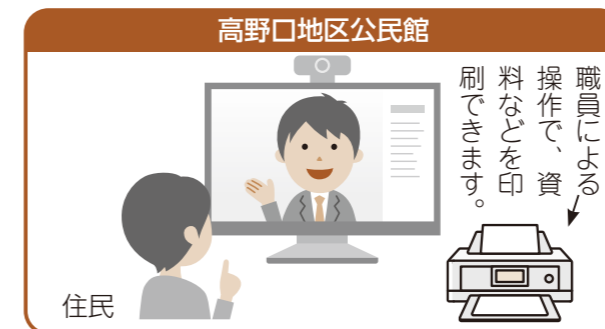 高野口地区公民館
職員による
操作で、資
料などを印
刷できます。
住民